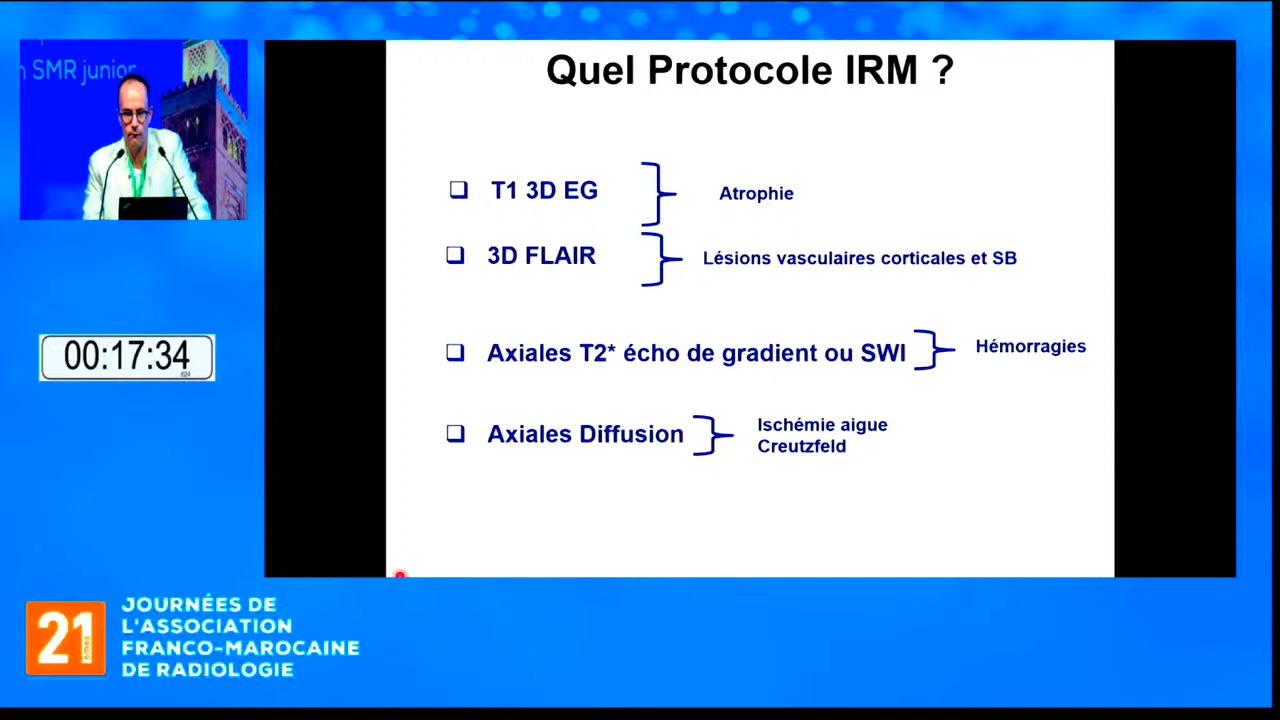 n SMR junior
Quel Protocole IRM ?
❑ T1 3D EG
Atrophie
❑ 3D FLAIR
Lésions vasculaires corticales et SB
❑ Axiales T2* écho de gradient ou SWI
Hémorragies
❑ Axiales Diffusion
Ischémie aigue
Creutzfeld
00:17:34
21
èmes
JOURNÉES DE
L'ASSOCIATION
FRANCO-MAROCAINE
DE RADIOLOGIE